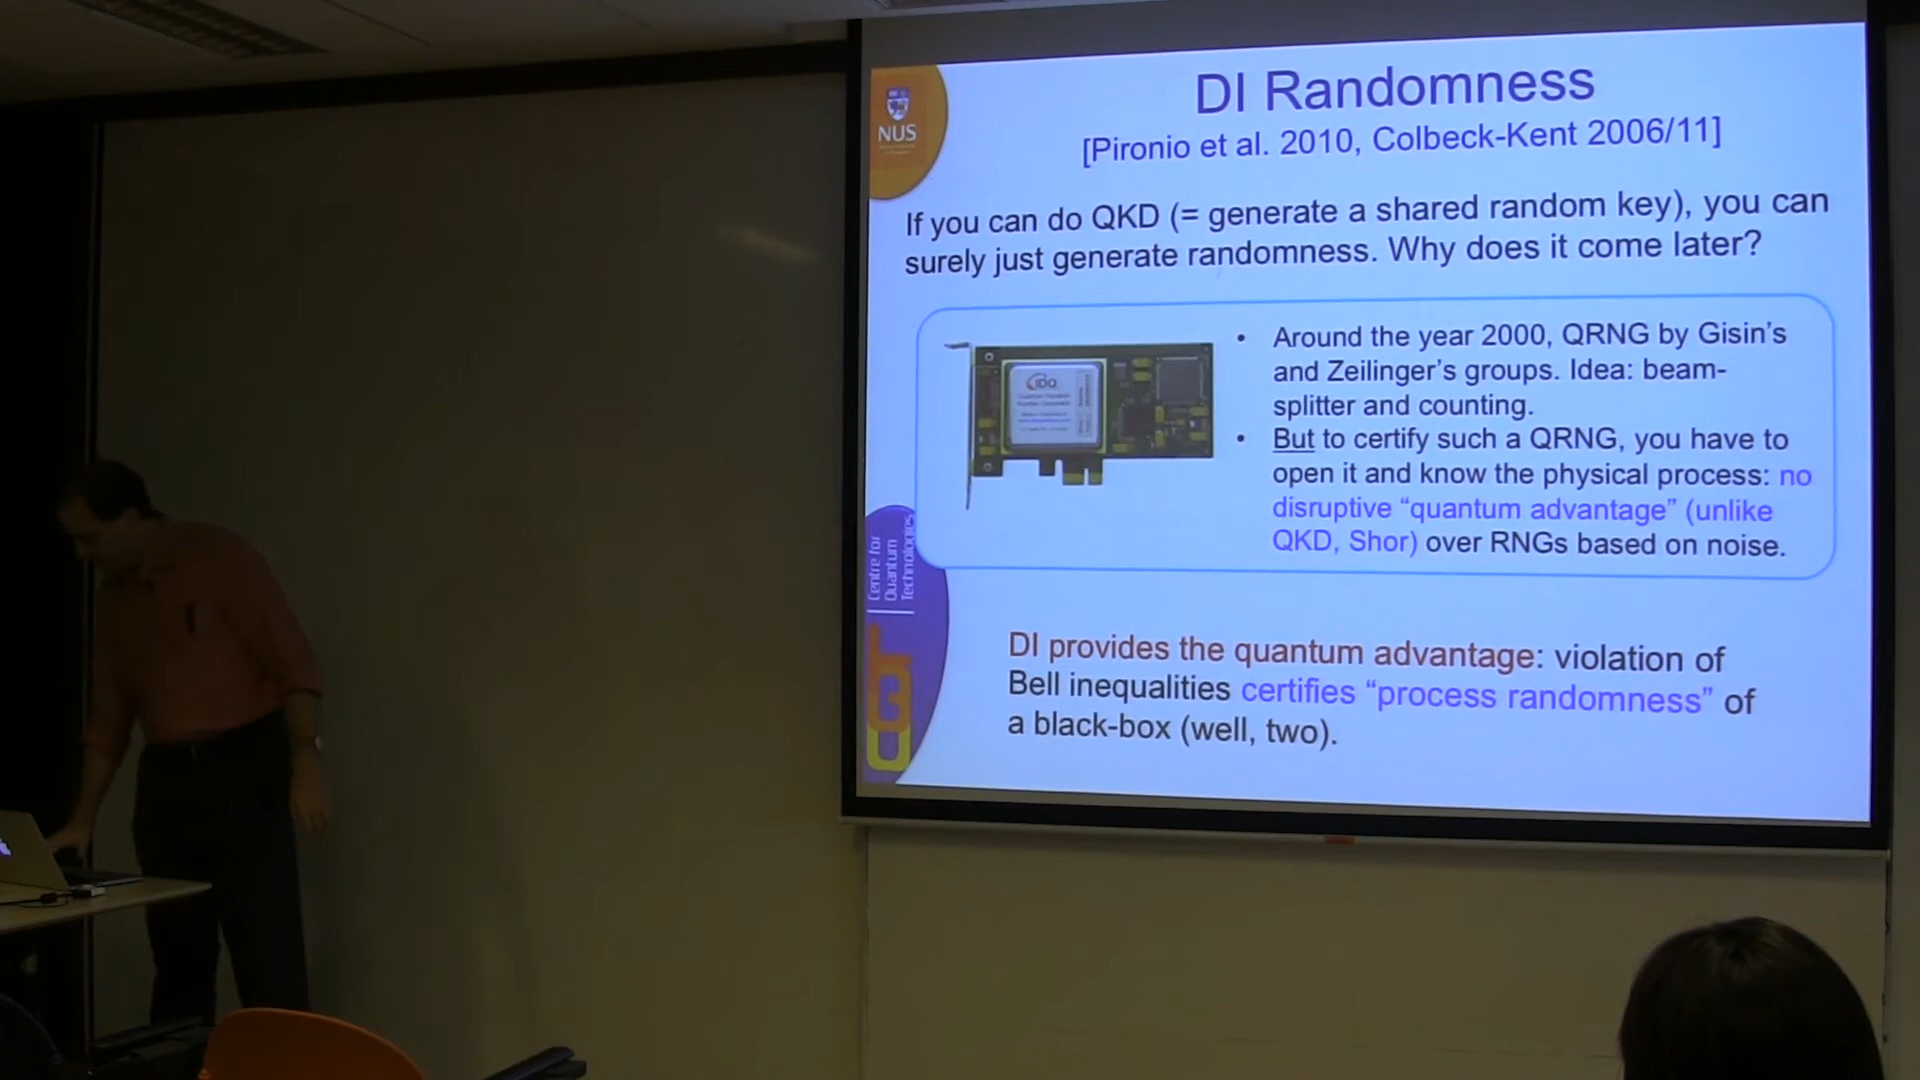 DI Randomness
[Pironio et al. 2010, Colbeck-Kent 2006/11]
NUS
If you can do QKD (= generate a shared random key), you can
surely just generate randomness. Why does it come later?
IDQ
• Around the year 2000, QRNG by Gisin's
and Zeilinger's groups. Idea: beam-
splitter and counting.
• But to certify such a QRNG, you have to
open it and know the physical process: no
disruptive “quantum advantage” (unlike
QKD, Shor) over RNGs based on noise.
Centre for
Quantum
Technologies
DI provides the quantum advantage: violation of
Bell inequalities certifies “process randomness” of
a black-box (well, two).